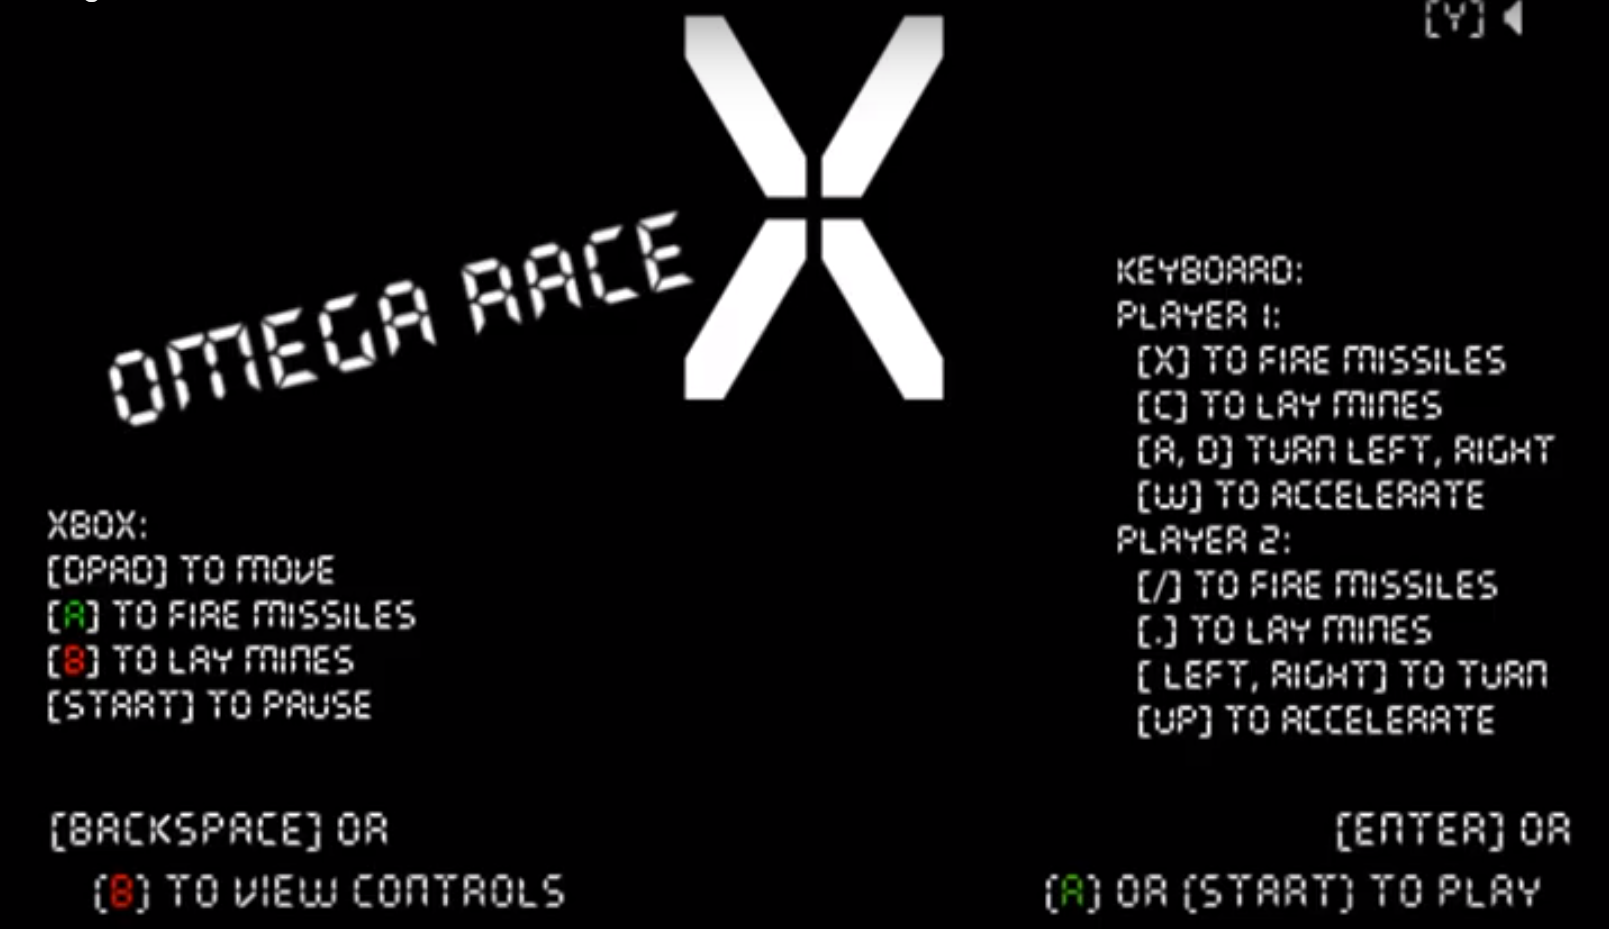 [Y]
OMEGA RACE X
KEYBOARD:
PLAYER 1:
[X] TO FIRE MISSILES
[C] TO LAY MINES
[A, D] TURN LEFT, RIGHT
[W] TO ACCELERATE
PLAYER 2:
[/] TO FIRE MISSILES
[.] TO LAY MINES
[ LEFT, RIGHT] TO TURN
[UP] TO ACCELERATE
XBOX:
[DPAD] TO MOVE
[A] TO FIRE MISSILES
[B] TO LAY MINES
[START] TO PAUSE
[BACKSPACE] OR
(B) TO VIEW CONTROLS
[ENTER] OR
(A) OR (START) TO PLAY